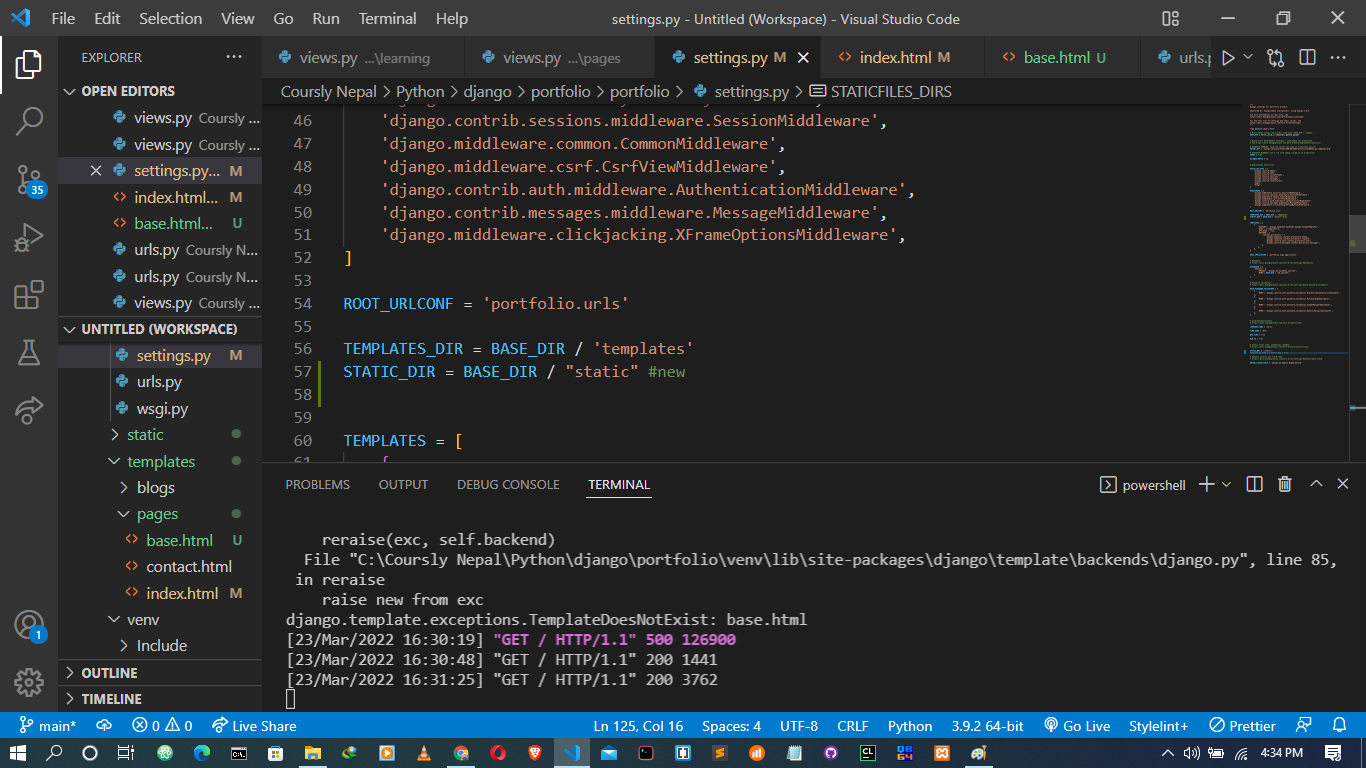 File Edit Selection View Go Run Terminal Help settings.py - Untitled (Workspace) - Visual Studio Code
EXPLORER ...
views.py ...\learning views.py ...\pages settings.py M index.html M base.html U urls.p
Coursly Nepal > Python > django > portfolio > portfolio > settings.py > STATICFILES_DIRS
OPEN EDITORS
views.py Coursly ...
views.py Coursly ...
settings.py... M
index.html... M
base.html... U
urls.py Coursly N...
urls.py Coursly N...
views.py Coursly ...
UNTITLED (WORKSPACE)
settings.py M
urls.py
wsgi.py
static
templates
blogs
pages
base.html U
contact.html
index.html M
venv
Include
OUTLINE
TIMELINE
35
1
46 'django.contrib.sessions.middleware.SessionMiddleware',
47 'django.middleware.common.CommonMiddleware',
48 'django.middleware.csrf.CsrfViewMiddleware',
49 'django.contrib.auth.middleware.AuthenticationMiddleware',
50 'django.contrib.messages.middleware.MessageMiddleware',
51 'django.middleware.clickjacking.XFrameOptionsMiddleware',
52 ]
53
54 ROOT_URLCONF = 'portfolio.urls'
55
56 TEMPLATES_DIR = BASE_DIR / 'templates'
57 STATIC_DIR = BASE_DIR / "static" #new
58
59
60 TEMPLATES = [
61 {
PROBLEMS OUTPUT DEBUG CONSOLE TERMINAL powershell
reraise(exc, self.backend)
File "C:\Coursly Nepal\Python\django\portfolio\venv\lib\site-packages\django\template\backends\django.py", line 85,
in reraise
raise new from exc
django.template.exceptions.TemplateDoesNotExist: base.html
[23/Mar/2022 16:30:19] "GET / HTTP/1.1" 500 126900
[23/Mar/2022 16:30:48] "GET / HTTP/1.1" 200 1441
[23/Mar/2022 16:31:25] "GET / HTTP/1.1" 200 3762
main* 0 0 Live Share Ln 125, Col 16 Spaces: 4 UTF-8 CRLF Python 3.9.2 64-bit Go Live Stylelint+ Prettier
4:34 PM